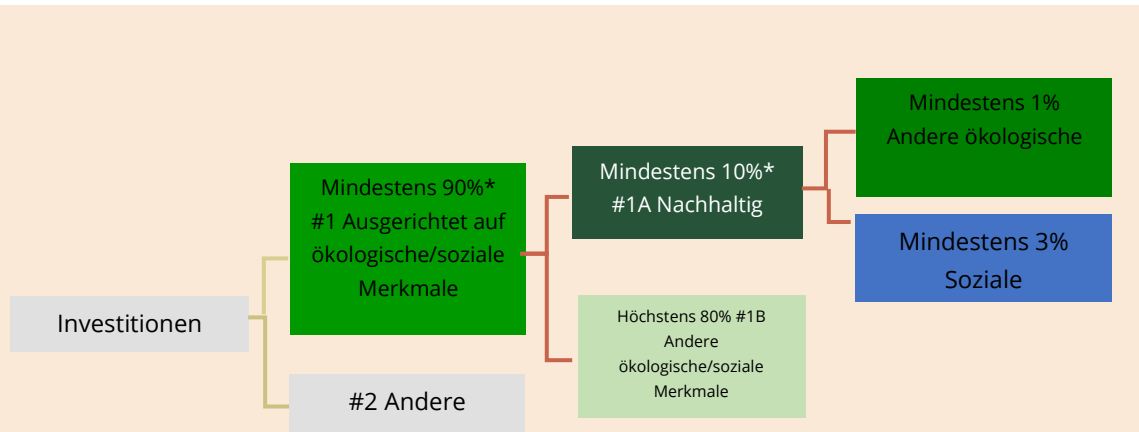 Investitionen
Mindestens 90%*
#1 Ausgerichtet auf
ökologische/soziale
Merkmale
#2 Andere
Mindestens 10%*
#1A Nachhaltig
Höchstens 80% #1B
Andere
ökologische/soziale
Merkmale
Mindestens 1%
Andere ökologische
Mindestens 3%
Soziale